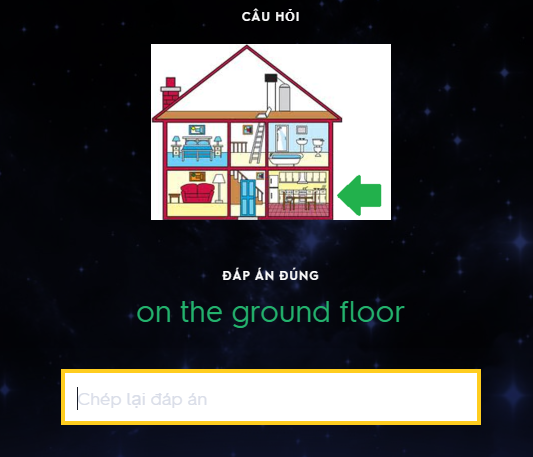 CÂU HỎI
ĐÁP ÁN ĐÚNG
on the ground floor
Chép lại đáp án